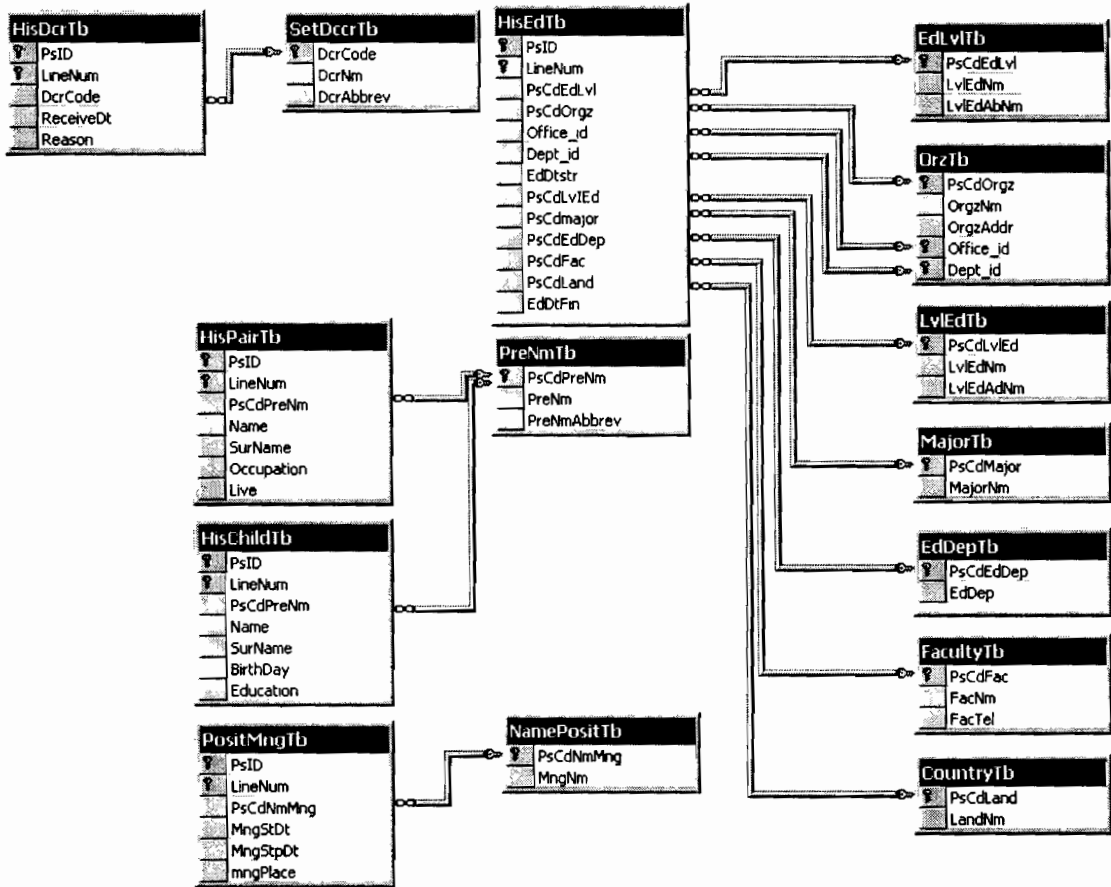 HisDcrTb
PsID
LineNum
DcrCode
ReceiveDt
Reason
SetDccrTb
DcrCode
DcrNm
DcrAbbrev
HisEdTb
PsID
LineNum
PsCdEdLvl
PsCdOrgz
Office_id
Dept_id
EdDtstr
PsCdLvlEd
PsCdmajor
PsCdEdDep
PsCdFac
PsCdLand
EdDtFin
EdLvlTb
PsCdEdLvl
LvlEdNm
LvlEdAbNm
OrzTb
PsCdOrgz
OrgzNm
OrgzAddr
Office_id
Dept_id
LvlEdTb
PsCdLvlEd
LvlEdNm
LvlEdAdNm
MajorTb
PsCdMajor
MajorNm
EdDepTb
PsCdEdDep
EdDep
FacultyTb
PsCdFac
FacNm
FacTel
CountryTb
PsCdLand
LandNm
HisPairTb
PsID
LineNum
PsCdPreNm
Name
SurName
Occupation
Live
PreNmTb
PsCdPreNm
PreNm
PreNmAbbrev
HisChildTb
PsID
LineNum
PsCdPreNm
Name
SurName
BirthDay
Education
PositMngTb
PsID
LineNum
PsCdNmMng
MngStDt
MngStpDt
mngPlace
NamePositTb
PsCdNmMng
MngNm